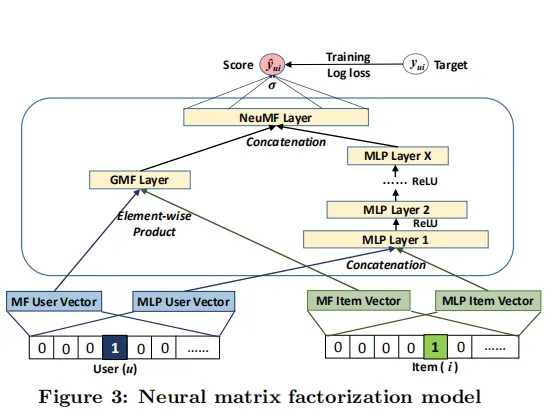 Score ŷui Training yui Target
Log loss
σ
NeuMF Layer
Concatenation
MLP Layer X
GMF Layer
...... ReLU
Element-wise
Product
MLP Layer 2
ReLU
MLP Layer 1
Concatenation
MF User Vector MLP User Vector MF Item Vector MLP Item Vector
0 0 0 1 0 0 ...... 0 0 0 0 1 0 ......
User (u) Item ( i )
Figure 3: Neural matrix factorization model